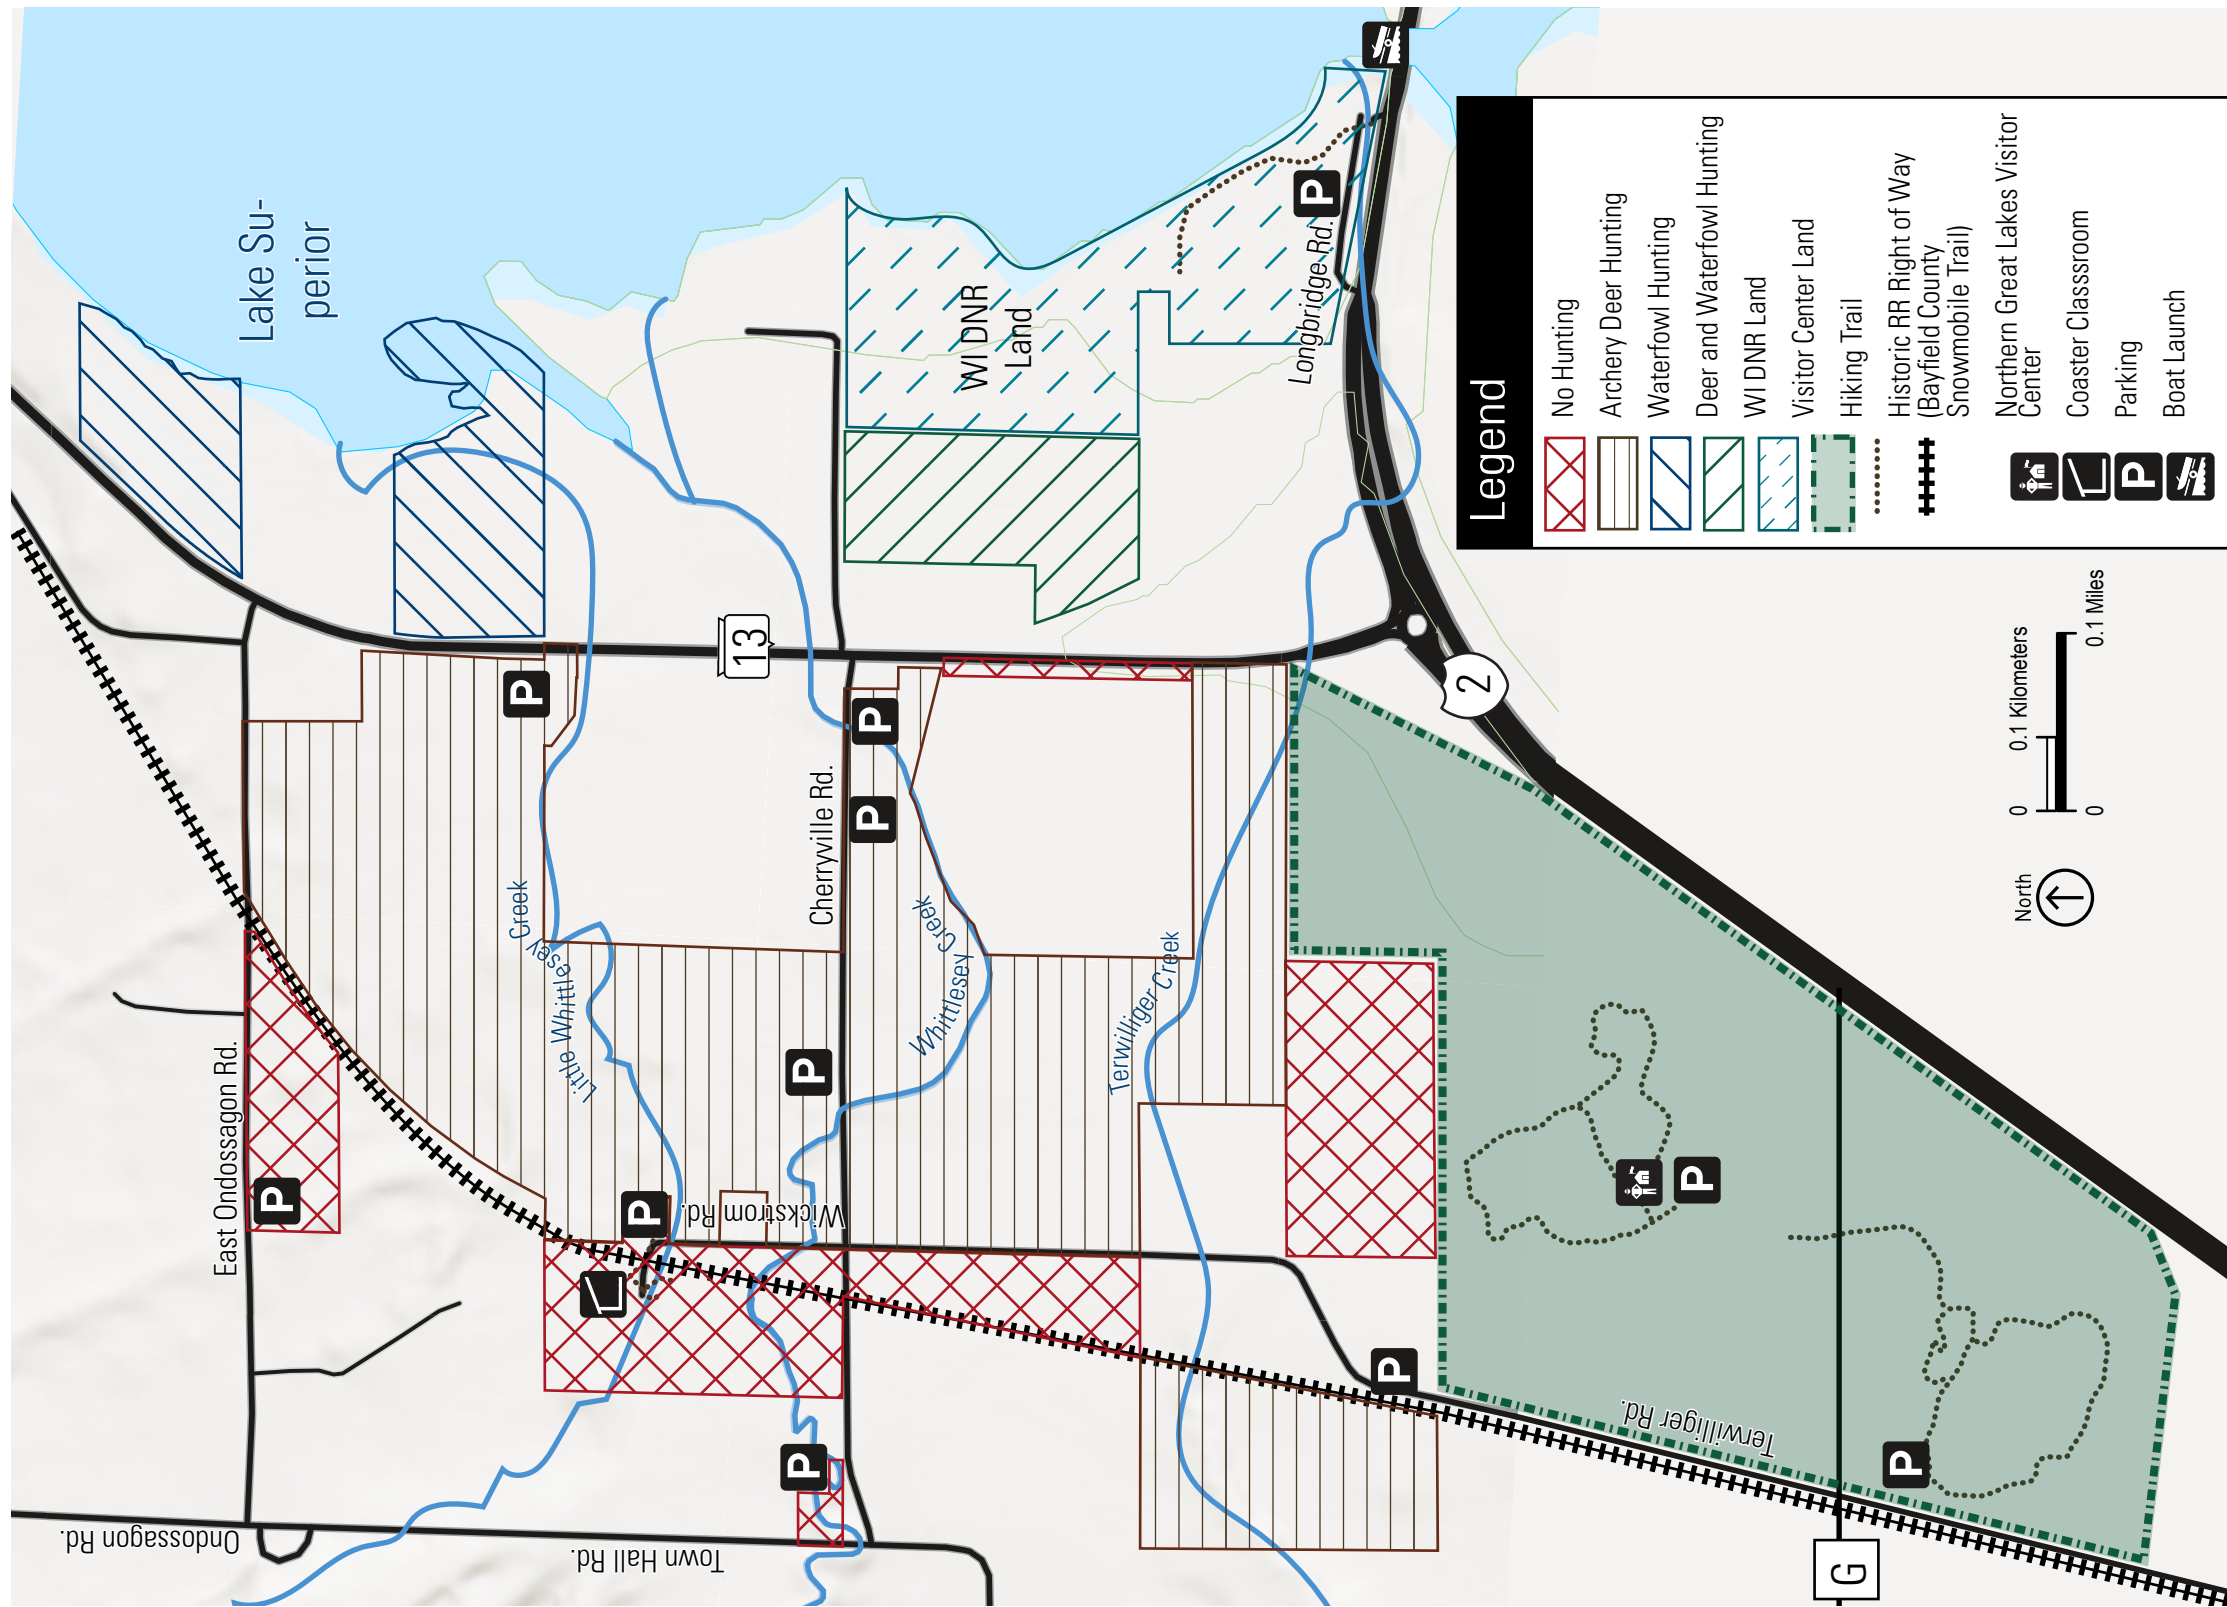 Lake Su-
perior
WI DNR
Land
Longbridge Rd.
13
2
East Ondossagon Rd.
Little Whittlesey Creek
Cherryville Rd.
Whittlesey Creek
Terwilliger Creek
Wickstrom Rd.
Ondossagon Rd.
Town Hall Rd.
Terwilliger Rd.
G
P
P
P
P
P
P
P
P
P
P
P
Legend
No Hunting
Archery Deer Hunting
Waterfowl Hunting
Deer and Waterfowl Hunting
WI DNR Land
Visitor Center Land
Hiking Trail
Historic RR Right of Way
(Bayfield County
Snowmobile Trail)
Northern Great Lakes Visitor
Center
Coaster Classroom
P
Parking
Boat Launch
North
0 0.1 Kilometers
0 0.1 Miles